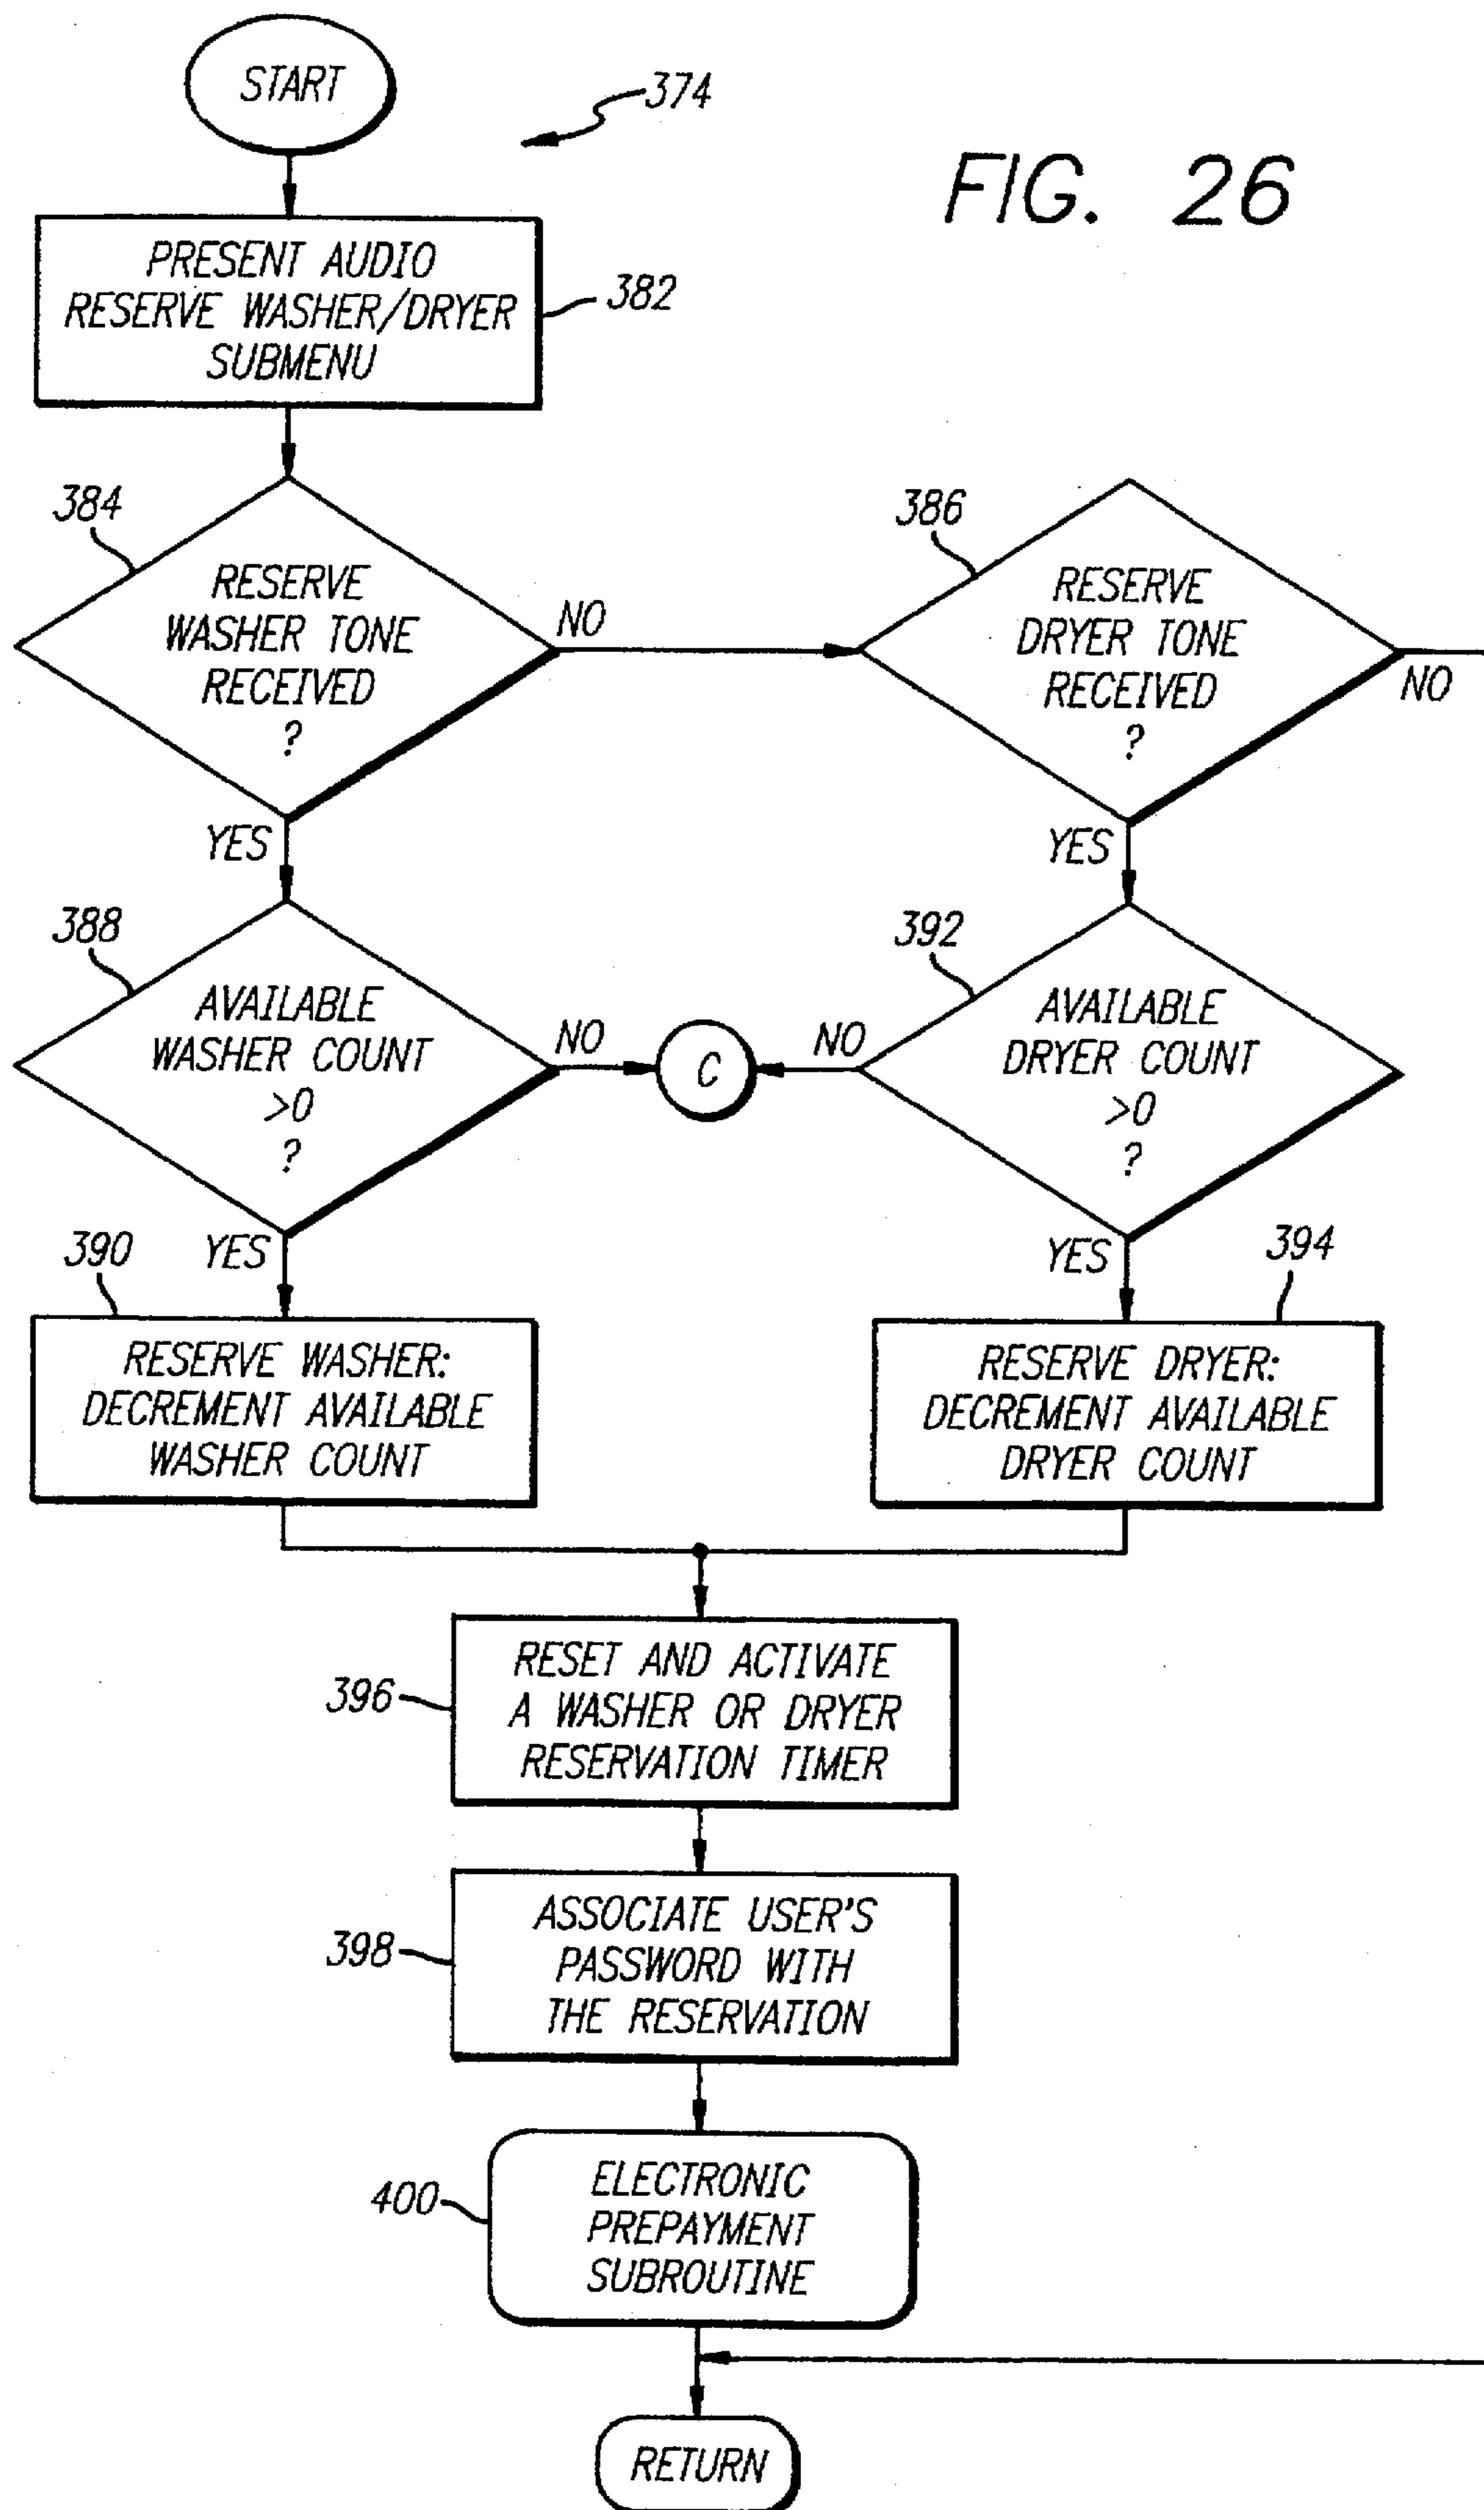 START
374
FIG. 26
PRESENT AUDIO
RESERVE WASHER/DRYER
SUBMENU
382
384
RESERVE
WASHER TONE
RECEIVED
?
NO
YES
386
RESERVE
DRYER TONE
RECEIVED
?
NO
YES
388
AVAILABLE
WASHER COUNT
>0
?
NO
YES
C
392
AVAILABLE
DRYER COUNT
>0
?
NO
YES
390
RESERVE WASHER:
DECREMENT AVAILABLE
WASHER COUNT
394
RESERVE DRYER:
DECREMENT AVAILABLE
DRYER COUNT
396
RESET AND ACTIVATE
A WASHER OR DRYER
RESERVATION TIMER
398
ASSOCIATE USER'S
PASSWORD WITH
THE RESERVATION
400
ELECTRONIC
PREPAYMENT
SUBROUTINE
RETURN